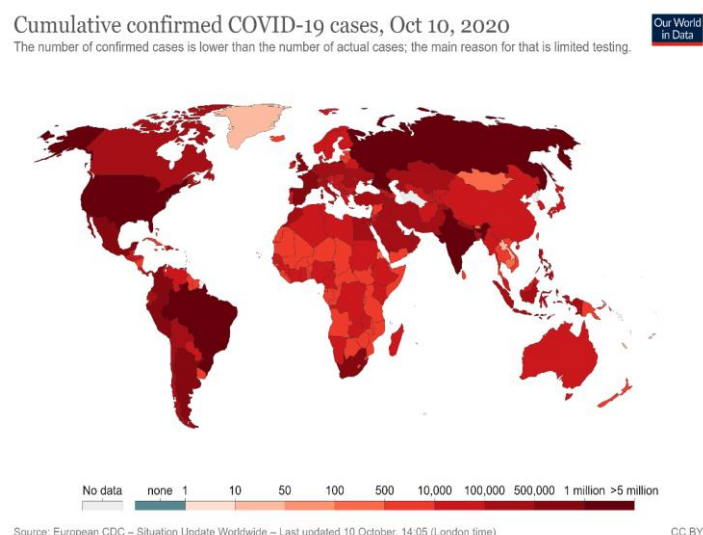 Cumulative confirmed COVID-19 cases, Oct 10, 2020
The number of confirmed cases is lower than the number of actual cases; the main reason for that is limited testing.
Our World
in Data
No data none 1 10 50 100 500 10,000 100,000 500,000 1 million >5 million
Source: European CDC – Situation Update Worldwide – Last updated 10 October, 14:05 (London time) CC BY